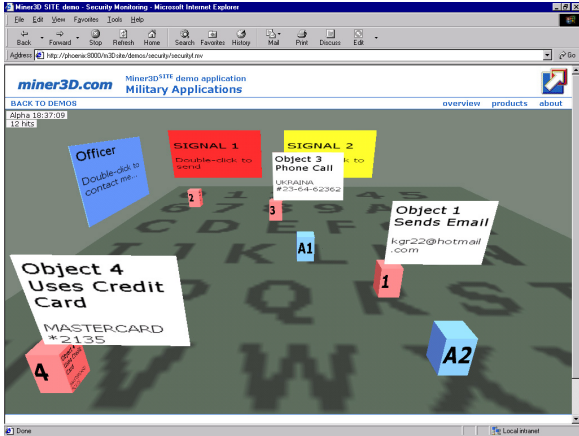 Miner3D SITE demo - Security Monitoring - Microsoft Internet Explorer
File Edit View Favorites Tools Help
Back Forward Stop Refresh Home Search Favorites History Mail Print Discuss Edit
Address http://phoenix:8000/m3Dsite/demos/security/securityf.nv Go
miner3D.com
Miner3D SITE demo application
Military Applications
BACK TO DEMOS overview products about
Alpha 18:37:09
12 hits
Officer
Double-click to
contact me...
SIGNAL 1
Double-click to
send
SIGNAL 2
k to
Object 3
Phone Call
UKRAJNA
#23-64-62362
Object 1
Sends Email
kgr22@hotmail
.com
Object 4
Uses Credit
Card
MASTERCARD
*2135
2
3
A1
1
A2
4
Done Local intranet